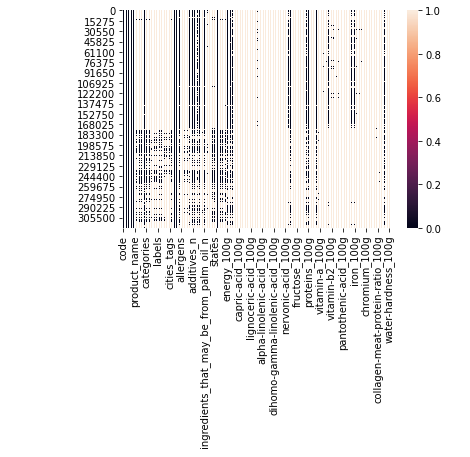 0
15275
30550
45825
61100
76375
91650
106925
122200
137475
152750
168025
183300
198575
213850
229125
244400
259675
274950
290225
305500
1.0
0.8
0.6
0.4
0.2
0.0
code
product_name
categories
labels
cities_tags
allergens
additives_n
ingredients_that_may_be_from_palm_oil_n
states
energy_100g
capric-acid_100g
lignoceric-acid_100g
alpha-linolenic-acid_100g
dihomo-gamma-linolenic-acid_100g
nervonic-acid_100g
fructose_100g
proteins_100g
vitamin-a_100g
vitamin-b2_100g
pantothenic-acid_100g
iron_100g
chromium_100g
collagen-meat-protein-ratio_100g
water-hardness_100g